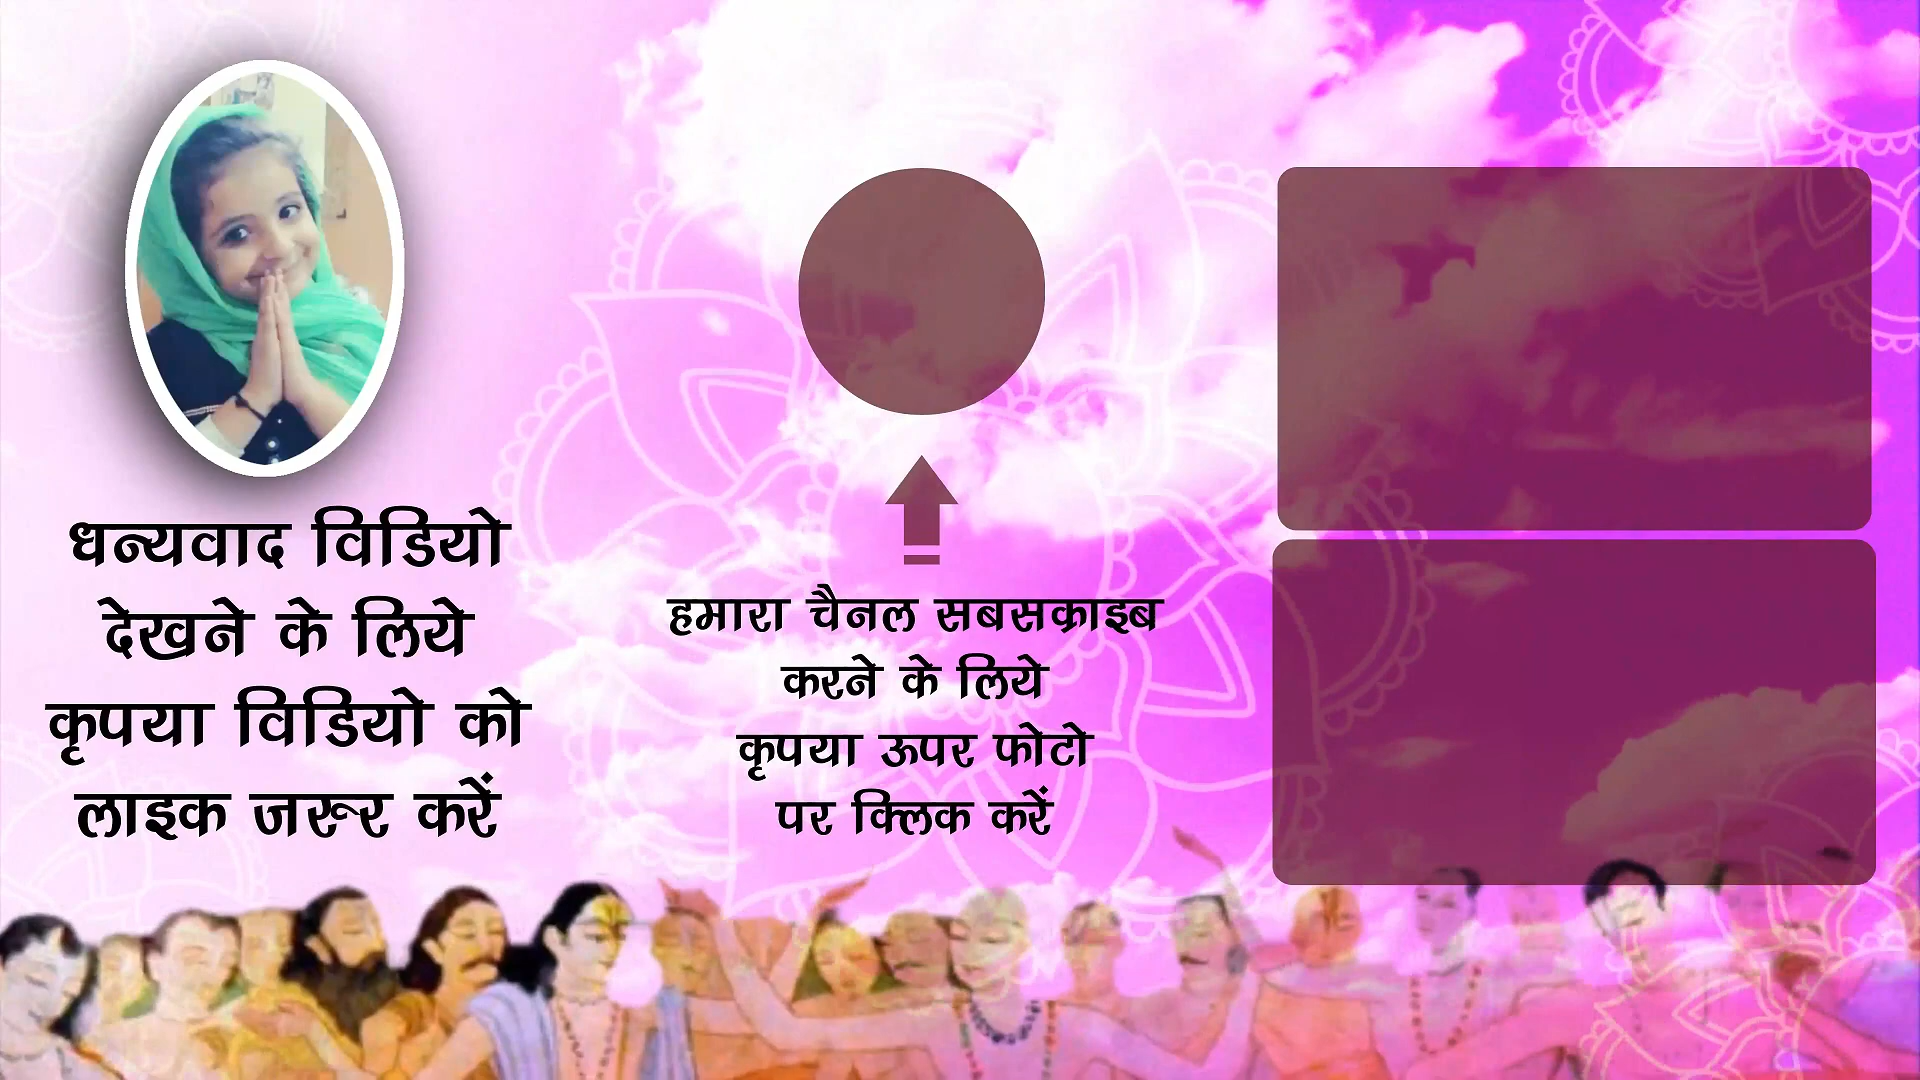 धन्यवाद विडियो
देखने के लिये
कृपया विडियो को
लाइक जरूर करें
हमारा चैनल सबसक्राइब
करने के लिये
कृपया ऊपर फोटो
पर क्लिक करें